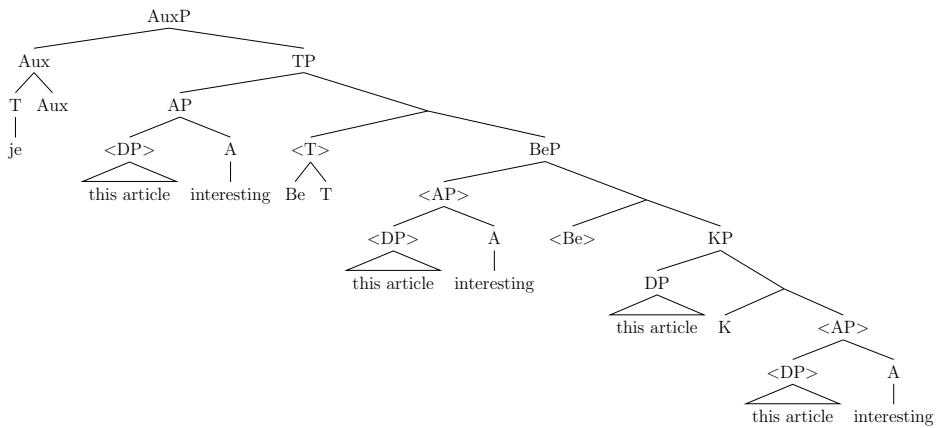 AuxP
Aux TP
T Aux AP
je <DP> A <T> BeP
this article interesting Be T <AP>
<DP> A <Be> KP
this article interesting DP
this article K <AP>
<DP> A
this article interesting